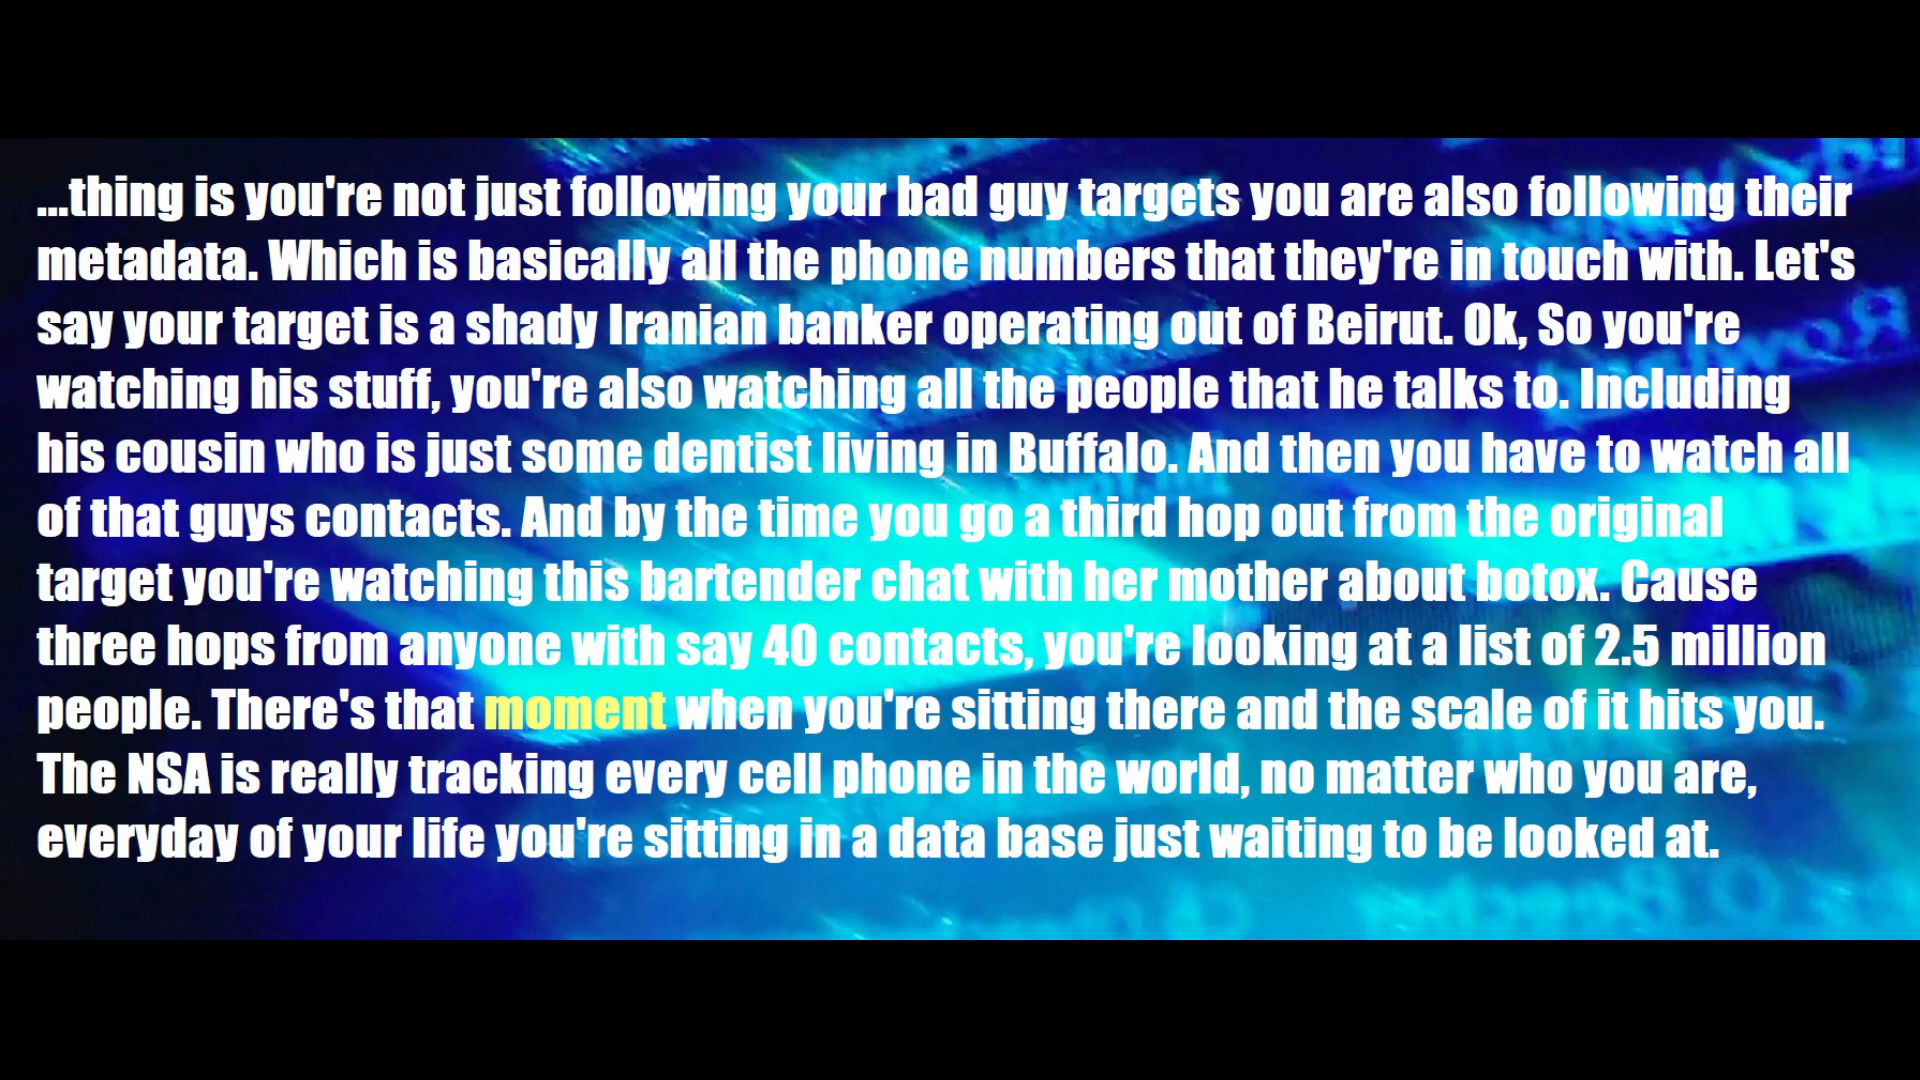 ...thing is you're not just following your bad guy targets you are also following their
metadata. Which is basically all the phone numbers that they're in touch with. Let's
say your target is a shady Iranian banker operating out of Beirut. Ok, So you're
watching his stuff, you're also watching all the people that he talks to. Including
his cousin who is just some dentist living in Buffalo. And then you have to watch all
of that guys contacts. And by the time you go a third hop out from the original
target you're watching this bartender chat with her mother about botox. Cause
three hops from anyone with say 40 contacts, you're looking at a list of 2.5 million
people. There's that moment when you're sitting there and the scale of it hits you.
The NSA is really tracking every cell phone in the world, no matter who you are,
everyday of your life you're sitting in a data base just waiting to be looked at.